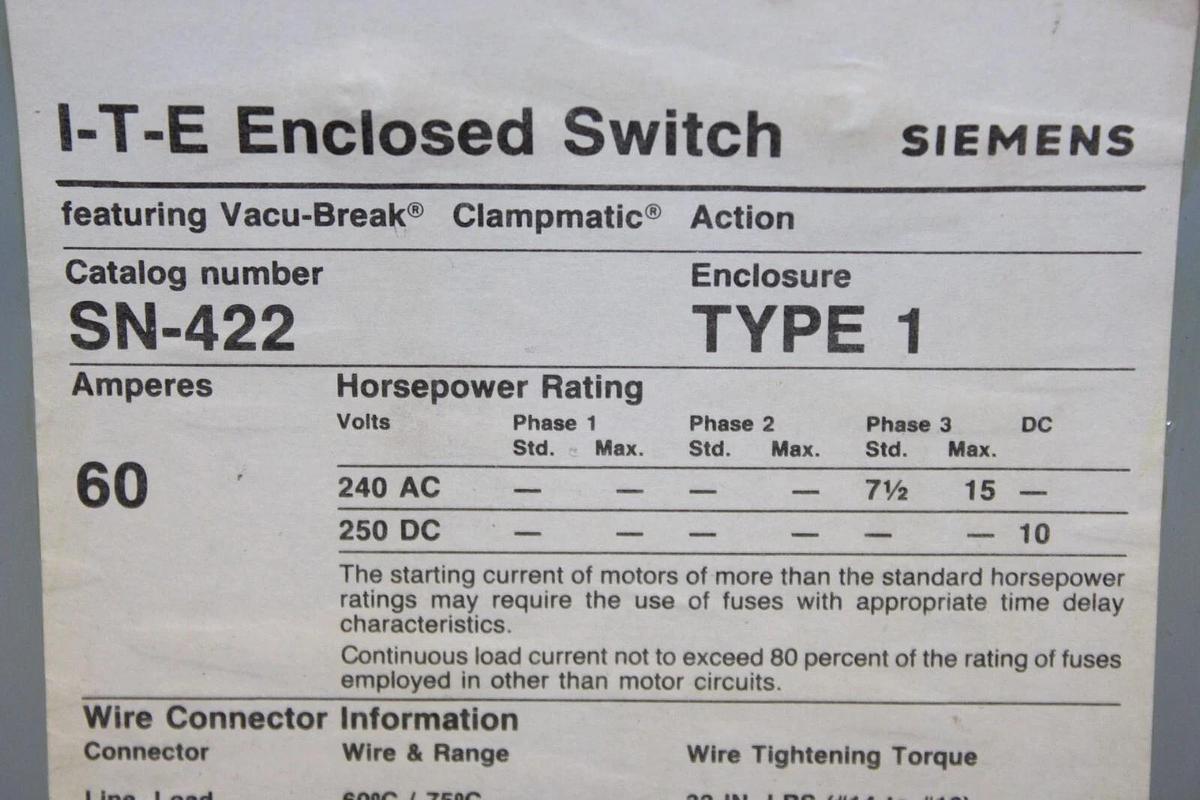 I-T-E Enclosed Switch SIEMENS
featuring Vacu-Break® Clampmatic® Action
Catalog number Enclosure
SN-422 TYPE 1
Amperes Horsepower Rating
Volts Phase 1 Phase 2 Phase 3 DC
Std. Max. Std. Max. Std. Max.
60
240 AC — — — — 7½ 15 —
250 DC — — — — — — 10
The starting current of motors of more than the standard horsepower
ratings may require the use of fuses with appropriate time delay
characteristics.
Continuous load current not to exceed 80 percent of the rating of fuses
employed in other than motor circuits.
Wire Connector Information
Connector Wire & Range Wire Tightening Torque
Line, Load 60ºC / 75ºC